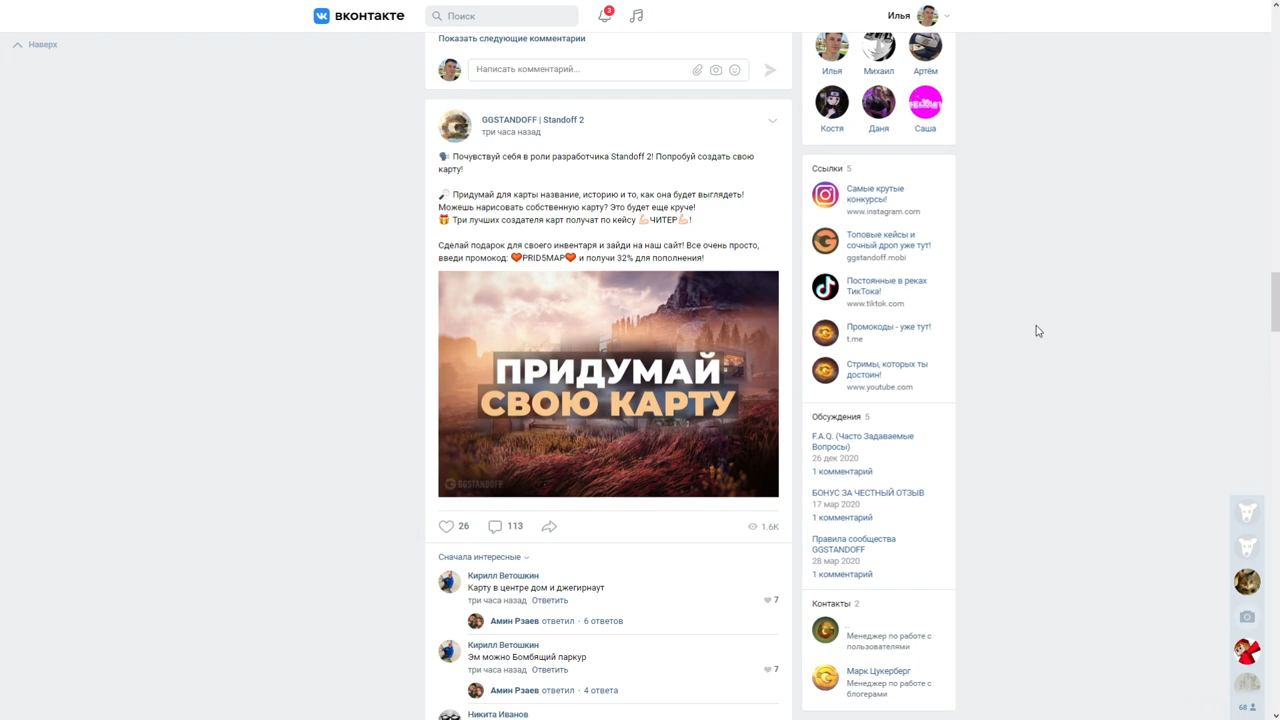 вконтакте
Поиск
3
Илья
Наверх
Показать следующие комментарии
Написать комментарий...
GGSTANDOFF | Standoff 2
три часа назад
Почувствуй себя в роли разработчика Standoff 2! Попробуй создать свою
карту!
Придумай для карты название, историю и то, как она будет выглядеть!
Можешь нарисовать собственную карту? Это будет еще круче!
🎁 Три лучших создателя карт получат по кейсу 💪ЧИТЕР💪!
Сделай подарок для своего инвентаря и зайди на наш сайт! Все очень просто,
введи промокод: ❤PRID5MAP❤ и получи 32% для пополнения!
ПРИДУМАЙ
СВОЮ КАРТУ
GGSTANDOFF
26
113
1.6K
Сначала интересные
Кирилл Ветошкин
Карту в центре дом и джегирнаут
три часа назад Ответить
7
Амин Рзаев ответил · 6 ответов
Кирилл Ветошкин
Эм можно Бомбящий паркур
три часа назад Ответить
7
Амин Рзаев ответил · 4 ответа
Никита Иванов
Илья
Михаил
Артём
Костя
Даня
Саша
Ссылки 5
Самые крутые
конкурсы!
www.instagram.com
Топовые кейсы и
сочный дроп уже тут!
ggstandoff.mobi
Постоянные в реках
ТикТока!
www.tiktok.com
Промокоды - уже тут!
t.me
Стримы, которых ты
достоин!
www.youtube.com
Обсуждения 5
F.A.Q. (Часто Задаваемые
Вопросы)
26 дек 2020
1 комментарий
БОНУС ЗА ЧЕСТНЫЙ ОТЗЫВ
17 мар 2020
1 комментарий
Правила сообщества
GGSTANDOFF
28 мар 2020
1 комментарий
Контакты 2
..
Менеджер по работе с
пользователями
Марк Цукерберг
Менеджер по работе с
блогерами
68